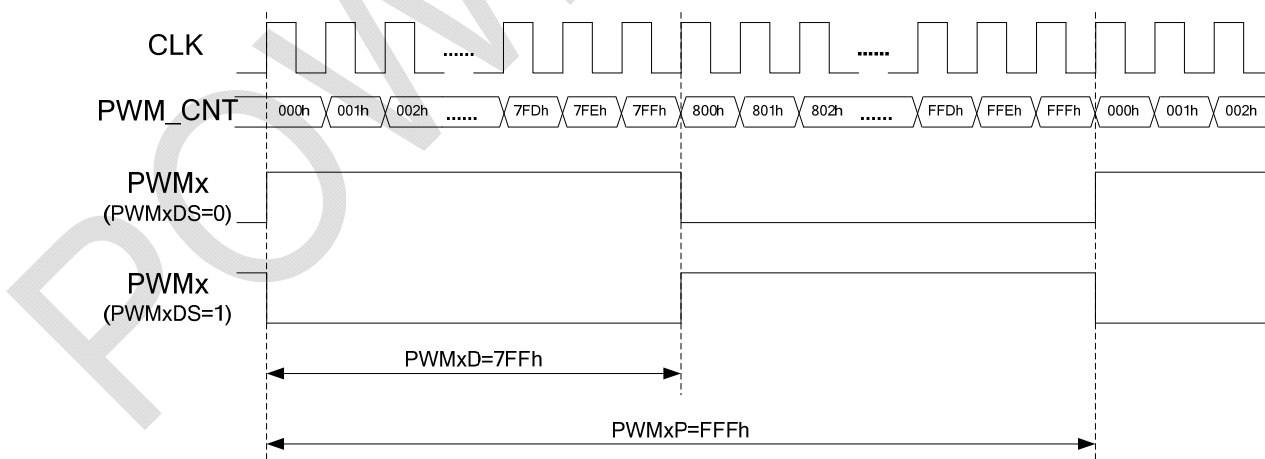 CLK ...... ......
PWM_CNT 000h 001h 002h ...... 7FDh 7FEh 7FFh 800h 801h 802h ...... FFDh FFEh FFFh 000h 001h 002h
PWMx
(PWMxDS=0)
PWMx
(PWMxDS=1)
PWMxD=7FFh
PWMxP=FFFh